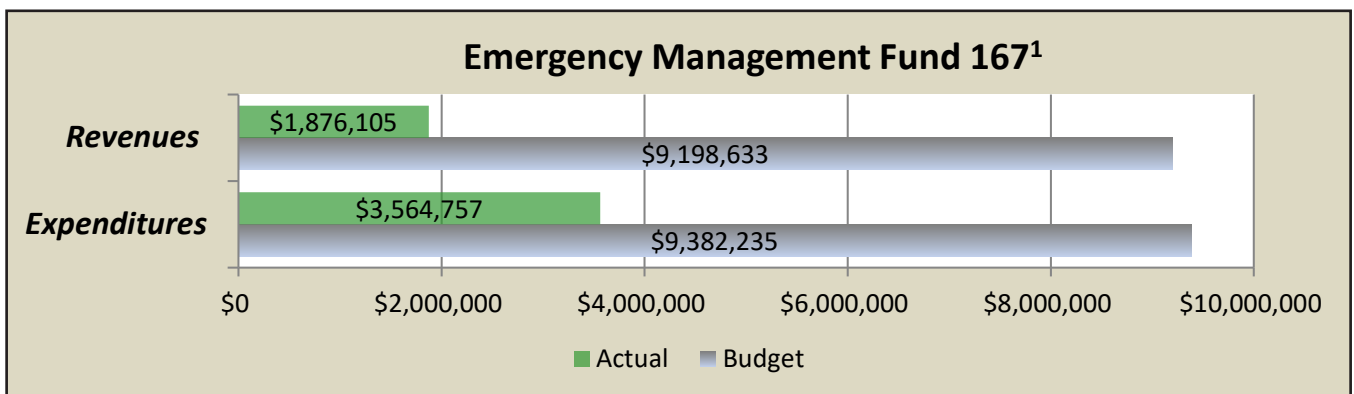 Emergency Management Fund 167¹
Revenues
$1,876,105
$9,198,633
Expenditures
$3,564,757
$9,382,235
$0 $2,000,000 $4,000,000 $6,000,000 $8,000,000 $10,000,000
Actual Budget